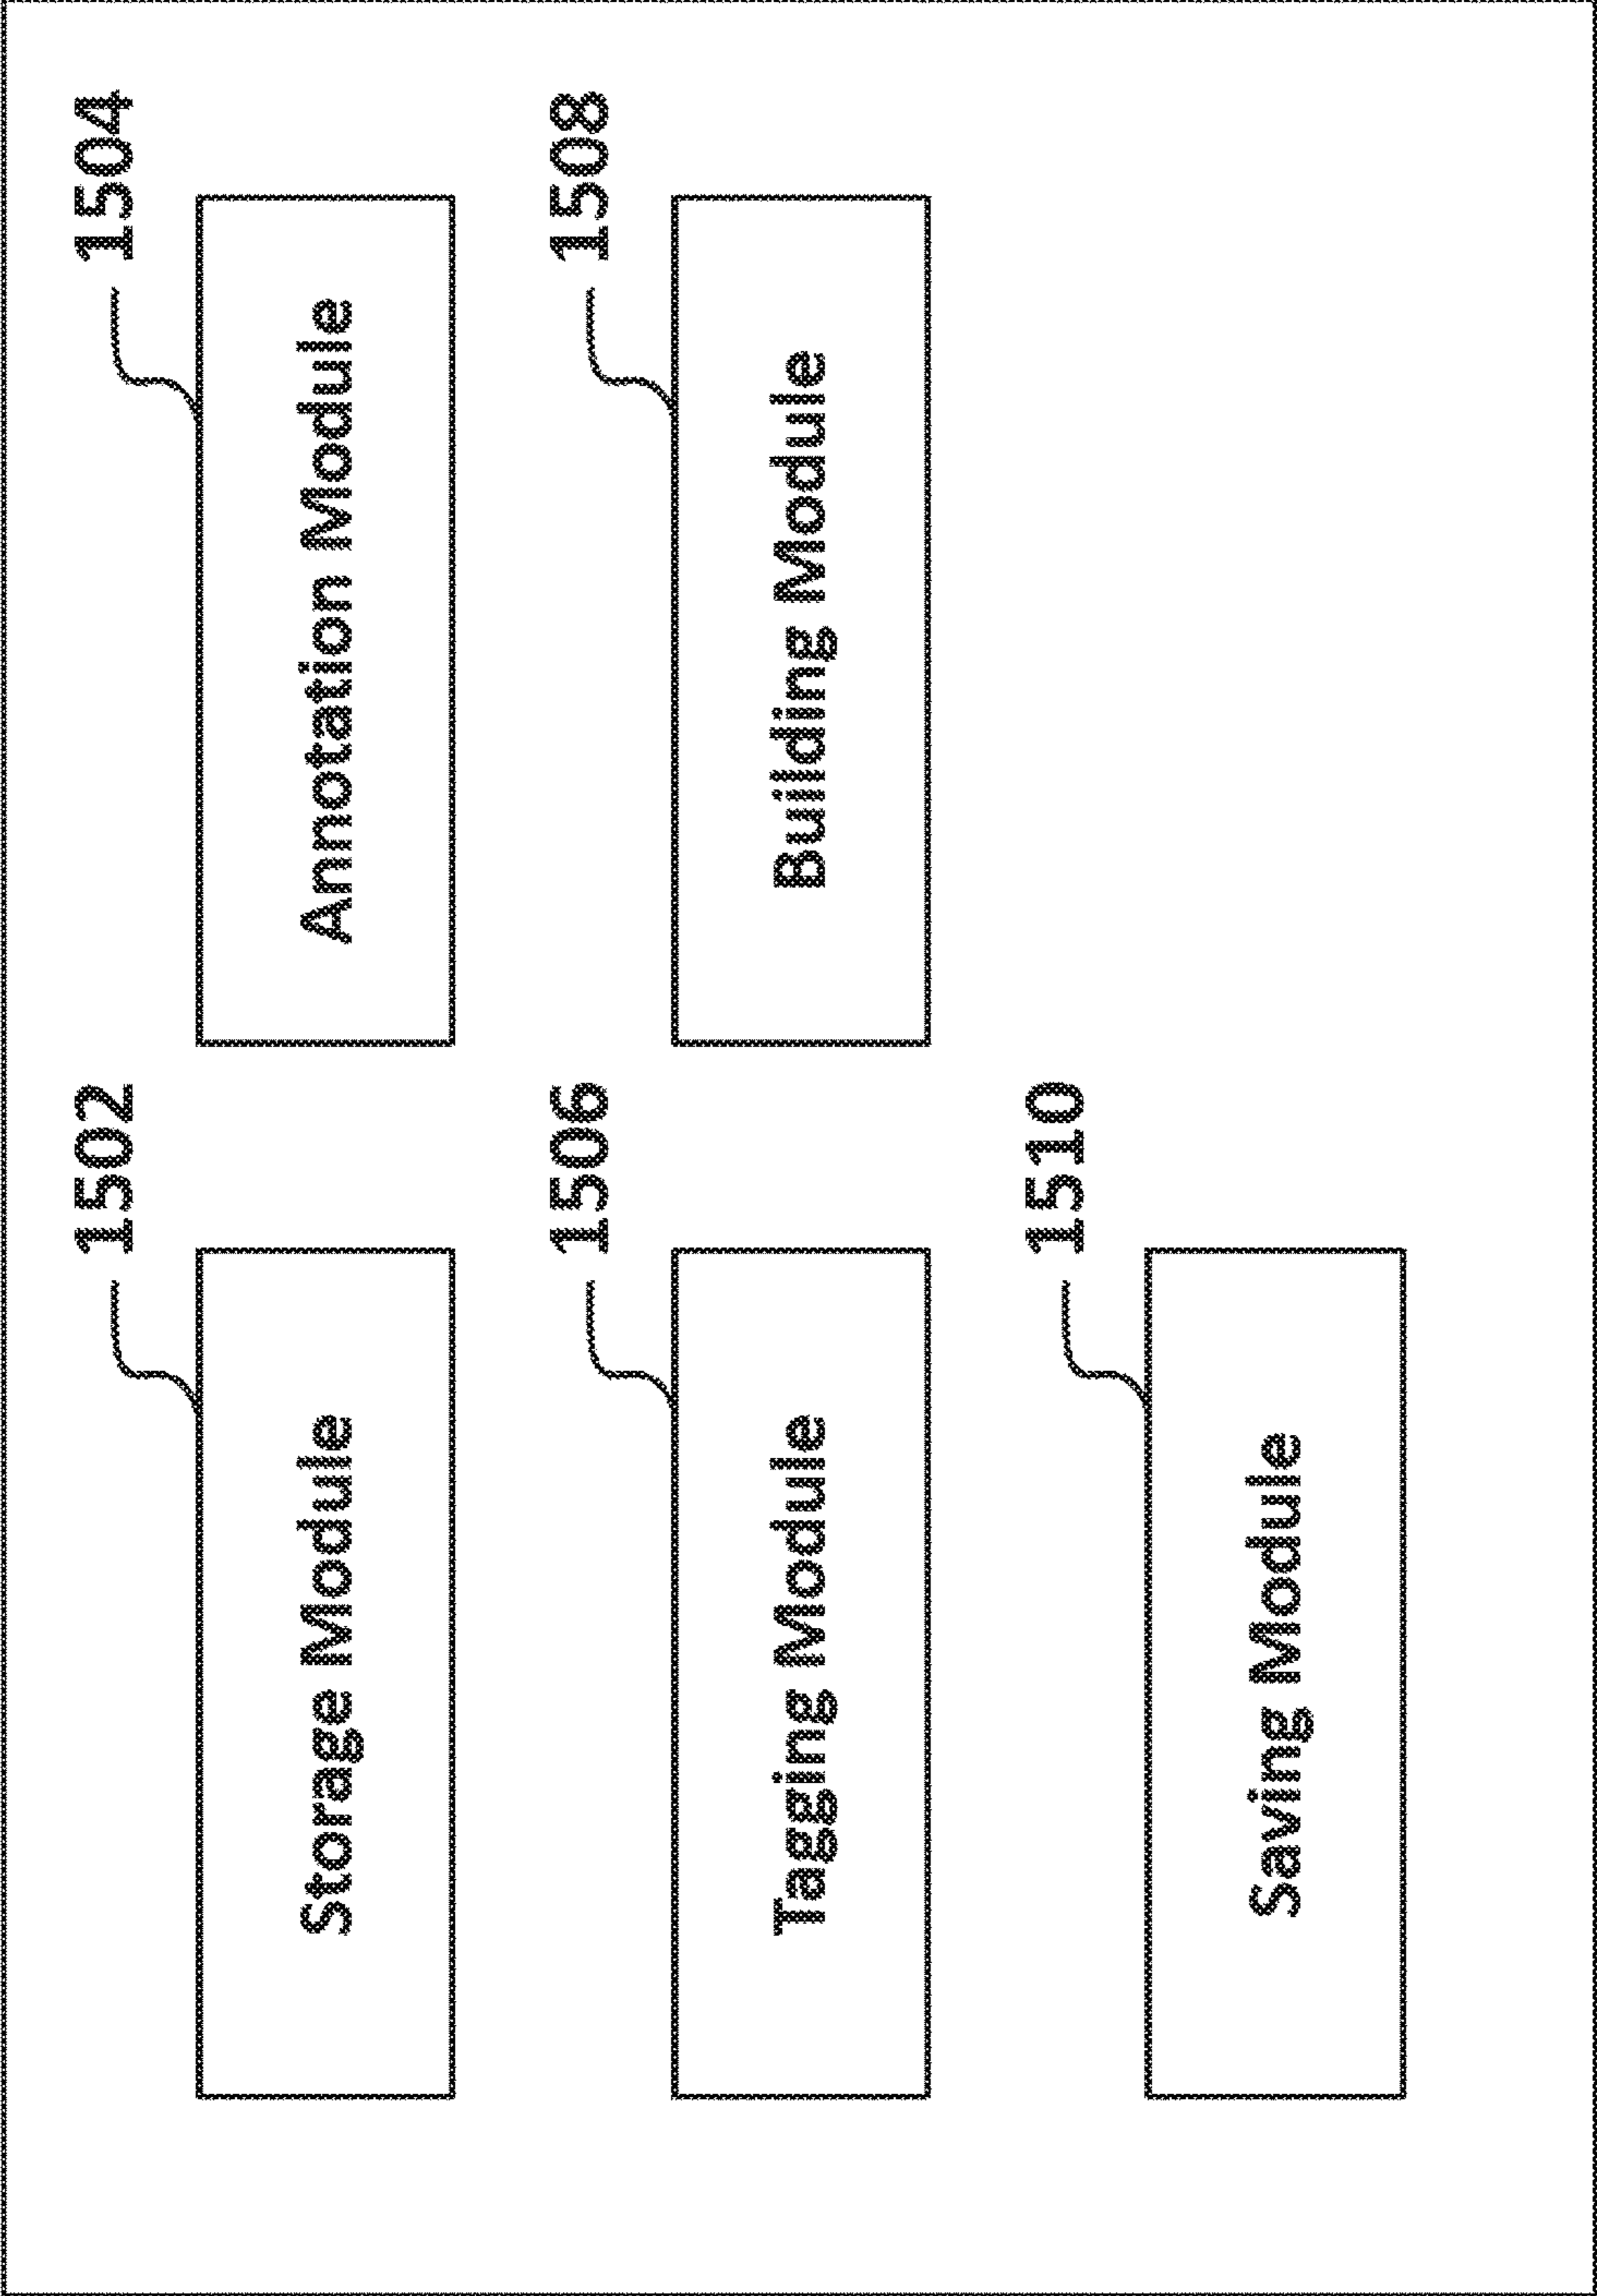 1502
Storage Module
1504
Annotation Module
1506
Tagging Module
1508
Building Module
1510
Saving Module